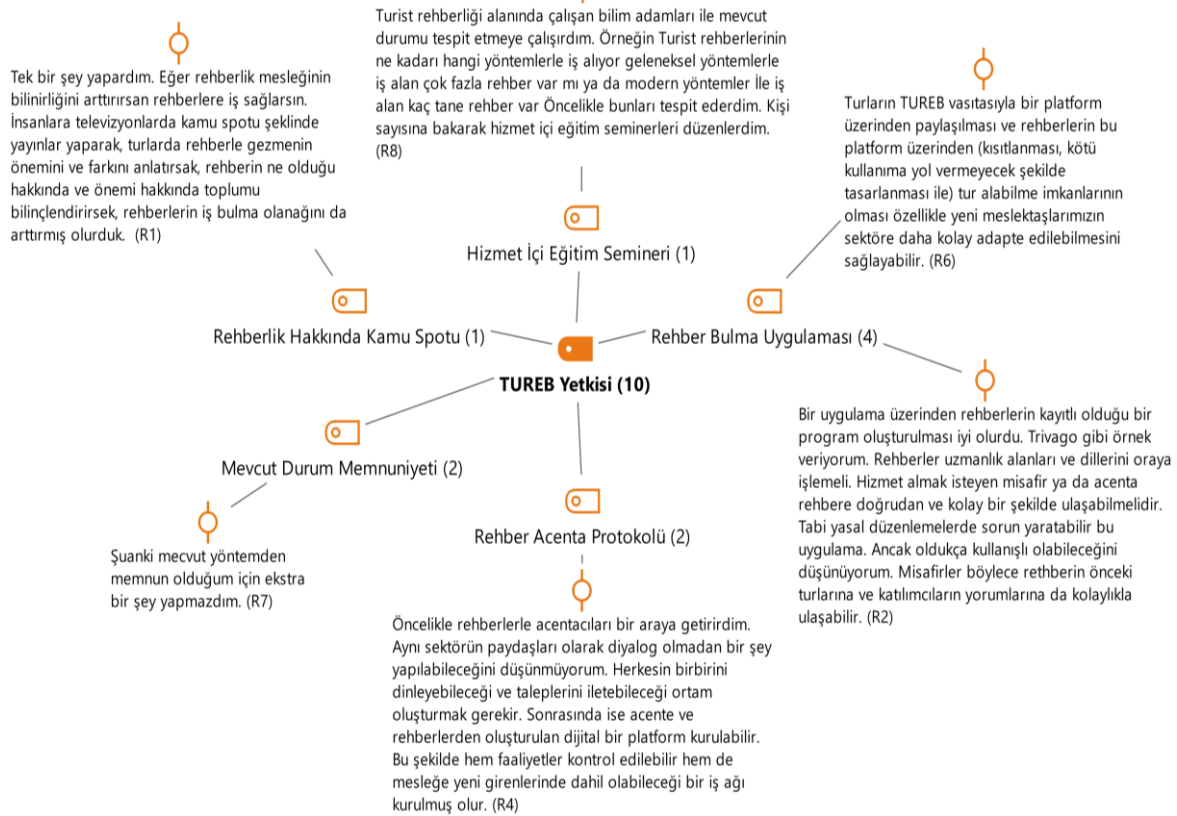 Turist rehberliği alanında çalışan bilim adamları ile mevcut
durumu tespit etmeye çalışırdım. Örneğin Turist rehberlerinin
ne kadarı hangi yöntemlerle iş alıyor geleneksel yöntemlerle
iş alan çok fazla rehber var mı ya da modern yöntemler İle iş
alan kaç tane rehber var Öncelikle bunları tespit ederdim. Kişi
sayısına bakarak hizmet içi eğitim seminerleri düzenlerdim.
(R8)
Tek bir şey yapardım. Eğer rehberlik mesleğinin
bilinirliğini arttırırsan rehberlere iş sağlarsın.
İnsanlara televizyonlarda kamu spotu şeklinde
yayınlar yaparak, turlarda rehberle gezmenin
önemini ve farkını anlatırsak, rehberin ne olduğu
hakkında ve önemi hakkında toplumu
bilinçlendirirsek, rehberlerin iş bulma olanağını da
arttırmış olurduk. (R1)
Turların TUREB vasıtasıyla bir platform
üzerinden paylaşılması ve rehberlerin bu
platform üzerinden (kısıtlanması, kötü
kullanıma yol vermeyecek şekilde
tasarlanması ile) tur alabilme imkanlarının
olması özellikle yeni meslektaşlarımızın
sektöre daha kolay adapte edilebilmesini
sağlayabilir. (R6)
Hizmet İçi Eğitim Semineri (1)
Rehberlik Hakkında Kamu Spotu (1)
Rehber Bulma Uygulaması (4)
TUREB Yetkisi (10)
Mevcut Durum Memnuniyeti (2)
Rehber Acenta Protokolü (2)
Şuanki mecvut yöntemden
memnun olduğum için ekstra
bir şey yapmazdım. (R7)
Bir uygulama üzerinden rehberlerin kayıtlı olduğu bir
program oluşturulması iyi olurdu. Trivago gibi örnek
veriyorum. Rehberler uzmanlık alanları ve dillerini oraya
işlemeli. Hizmet almak isteyen misafir ya da acenta
rehbere doğrudan ve kolay bir şekilde ulaşabilmelidir.
Tabi yasal düzenlemelerde sorun yaratabilir bu
uygulama. Ancak oldukça kullanışlı olabileceğini
düşünüyorum. Misafirler böylece rethberin önceki
turlarına ve katılımcıların yorumlarına da kolaylıkla
ulaşabilir. (R2)
Öncelikle rehberlerle acentacıları bir araya getirirdim.
Aynı sektörün paydaşları olarak diyalog olmadan bir şey
yapılabileceğini düşünmüyorum. Herkesin birbirini
dinleyebileceği ve taleplerini iletebileceği ortam
oluşturmak gerekir. Sonrasında ise acente ve
rehberlerden oluşturulan dijital bir platform kurulabilir.
Bu şekilde hem faaliyetler kontrol edilebilir hem de
mesleğe yeni girenlerinde dahil olabileceği bir iş ağı
kurulmuş olur. (R4)